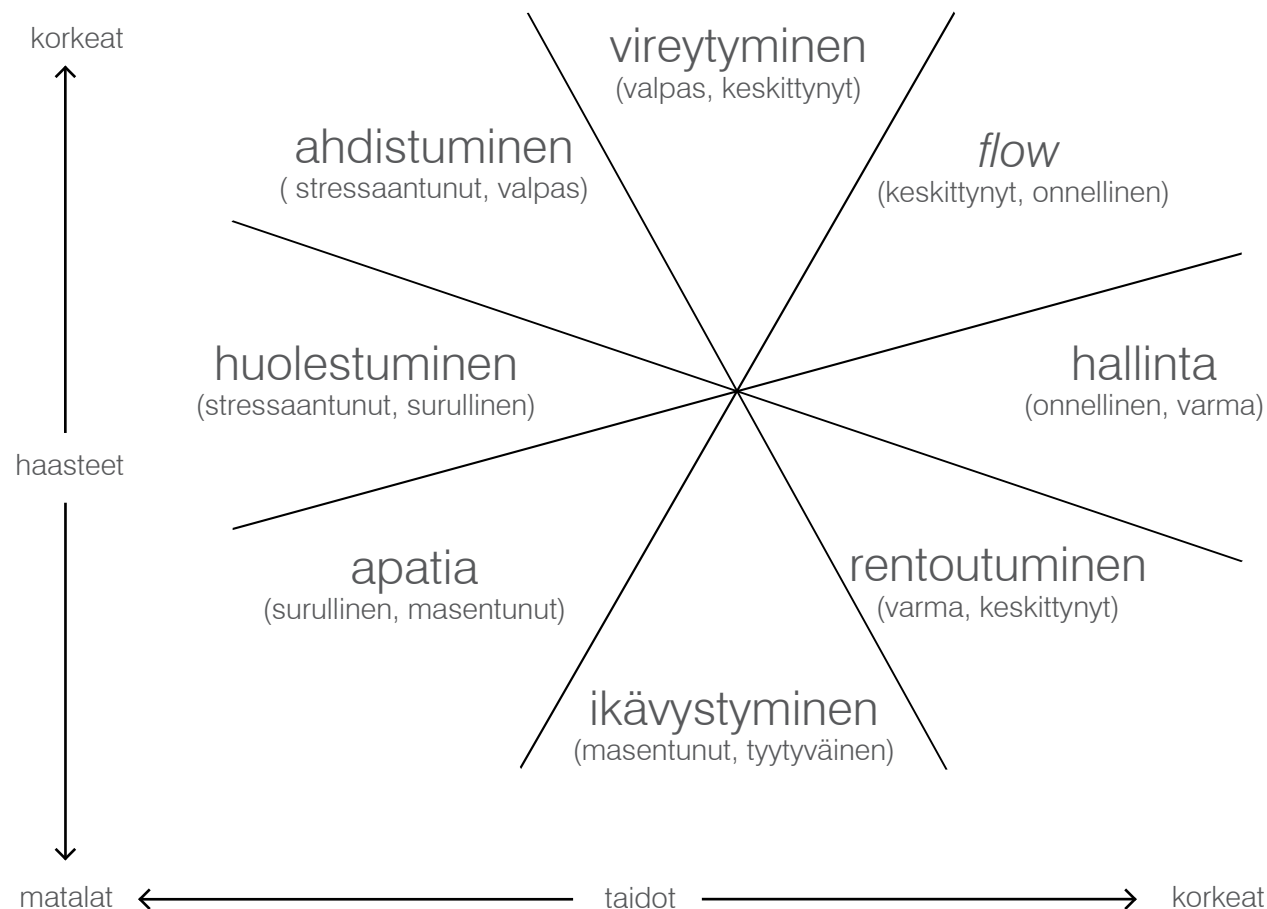 korkeat
vireytyminen
(valpas, keskittynyt)
ahdistuminen
( stressaantunut, valpas)
flow
(keskittynyt, onnellinen)
huolestuminen
(stressaantunut, surullinen)
hallinta
(onnellinen, varma)
haasteet
apatia
(surullinen, masentunut)
rentoutuminen
(varma, keskittynyt)
ikävystyminen
(masentunut, tyytyväinen)
matalat
taidot
korkeat